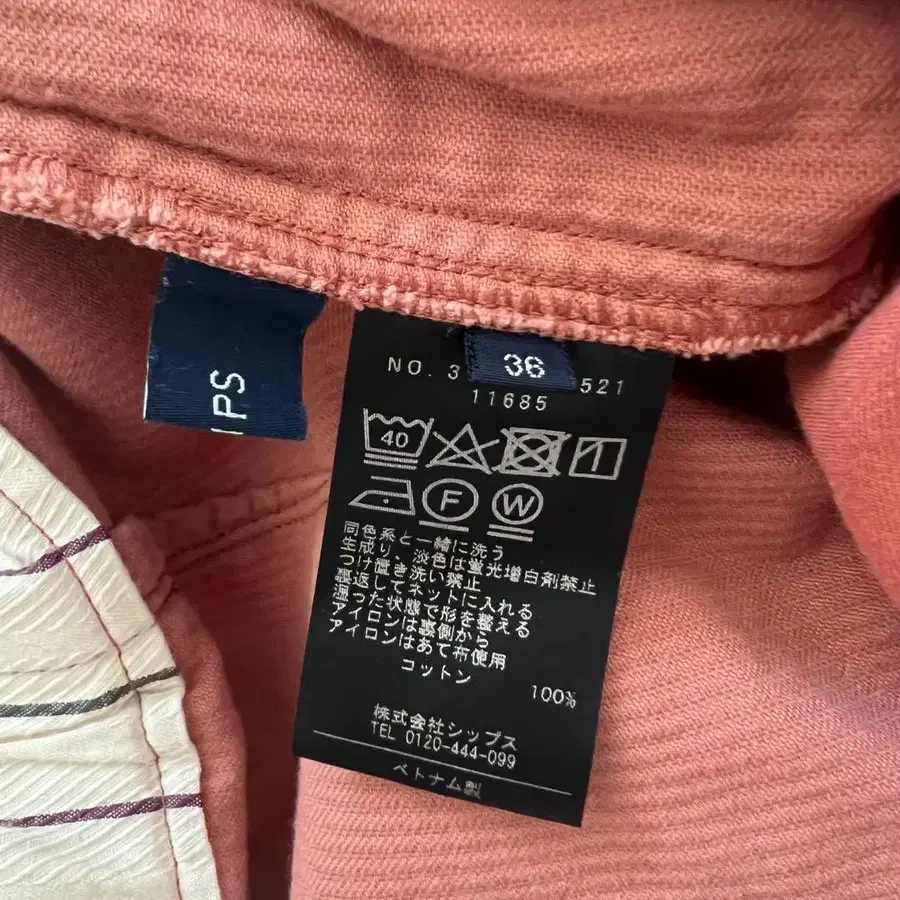 IPS
36
NO. 3 521
11685
40
F
W
同色系と一緒に洗う
生成り、淡色は蛍光増白剤禁止
つけ置き洗い禁止
裏返してネットに入れる
湿った状態で形を整える
アイロンは裏側から
アイロンはあて布使用
コットン
100%
株式会社シップス
TEL 0120-444-099
ベトナム製